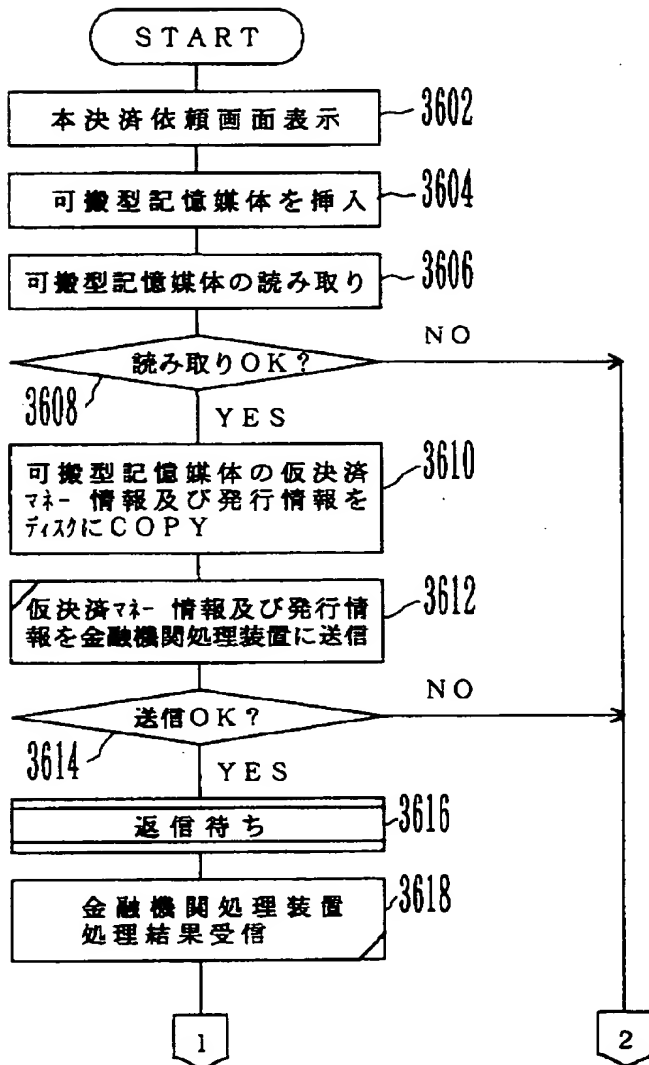 START
本決済依頼画面表示
3602
可搬型記憶媒体を挿入
3604
可搬型記憶媒体の読み取り
3606
読み取りOK?
NO
3608
YES
可搬型記憶媒体の仮決済
マネー情報及び発行情報を
ディスクにCOPY
3610
仮決済マネー情報及び発行情
報を金融機関処理装置に送信
3612
送信OK?
NO
3614
YES
返信待ち
3616
金融機関処理装置
処理結果受信
3618
1
2